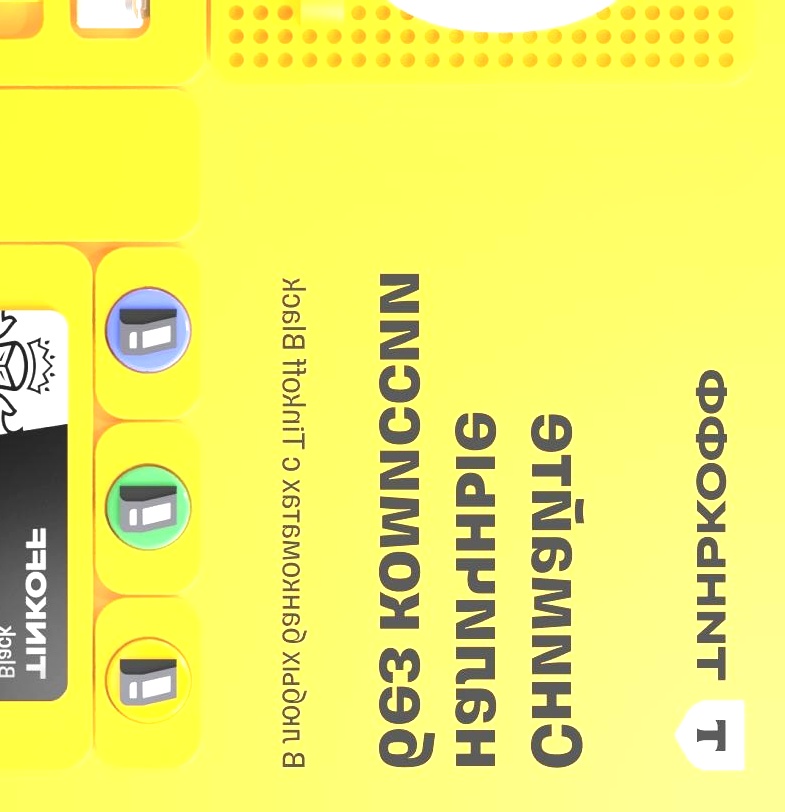 Т ТИНЬКОФФ
СНИМАЙТЕ
НАЛИЧНЫЕ
БЕЗ КОМИССИИ
В любых банкоматах с Tinkoff Black
TINKOFF
Black